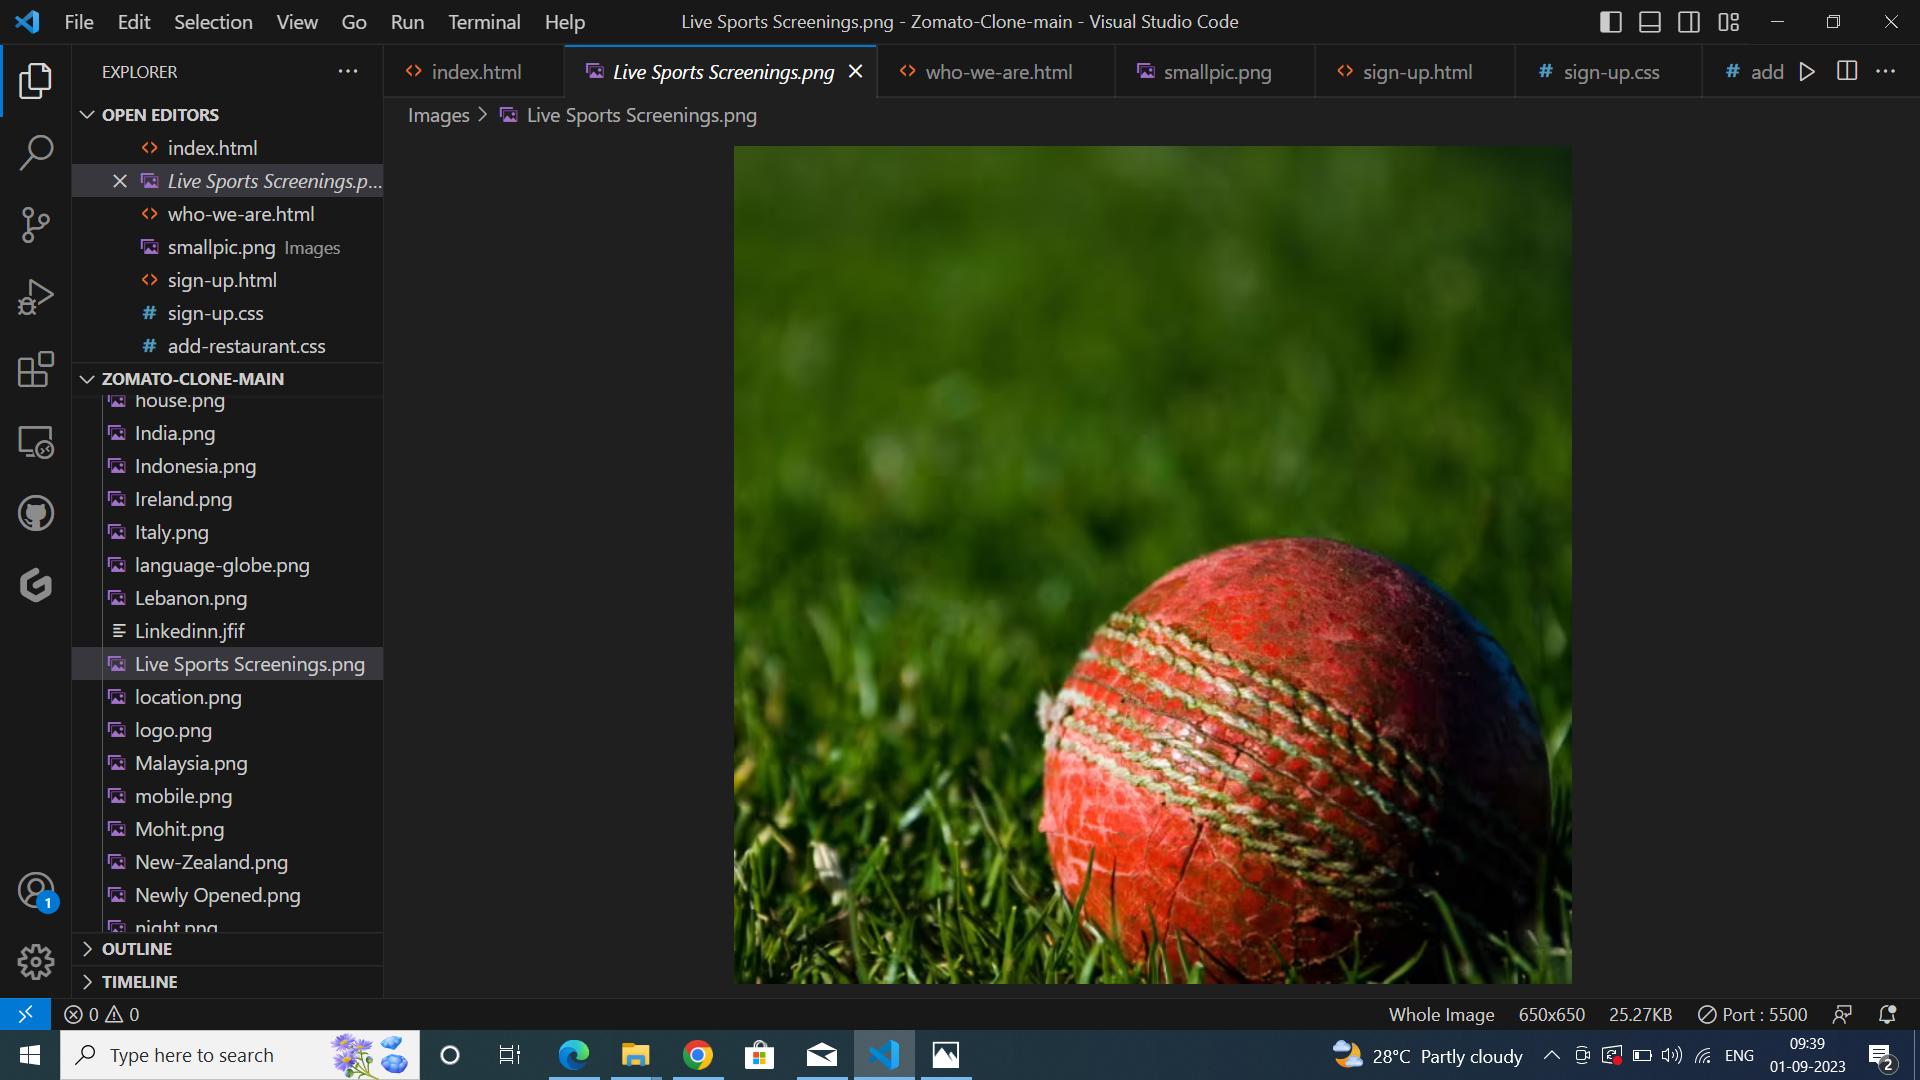 File Edit Selection View Go Run Terminal Help
Live Sports Screenings.png - Zomato-Clone-main - Visual Studio Code
EXPLORER
index.html
Live Sports Screenings.png
who-we-are.html
smallpic.png
sign-up.html
sign-up.css
add
Images > Live Sports Screenings.png
OPEN EDITORS
index.html
Live Sports Screenings.p...
who-we-are.html
smallpic.png Images
sign-up.html
sign-up.css
add-restaurant.css
ZOMATO-CLONE-MAIN
house.png
India.png
Indonesia.png
Ireland.png
Italy.png
language-globe.png
Lebanon.png
Linkedinn.jfif
Live Sports Screenings.png
location.png
logo.png
Malaysia.png
mobile.png
Mohit.png
New-Zealand.png
Newly Opened.png
night.png
OUTLINE
TIMELINE
1
0 0
Whole Image 650x650 25.27KB Port : 5500
Type here to search
28°C Partly cloudy
ENG
09:39
01-09-2023
2